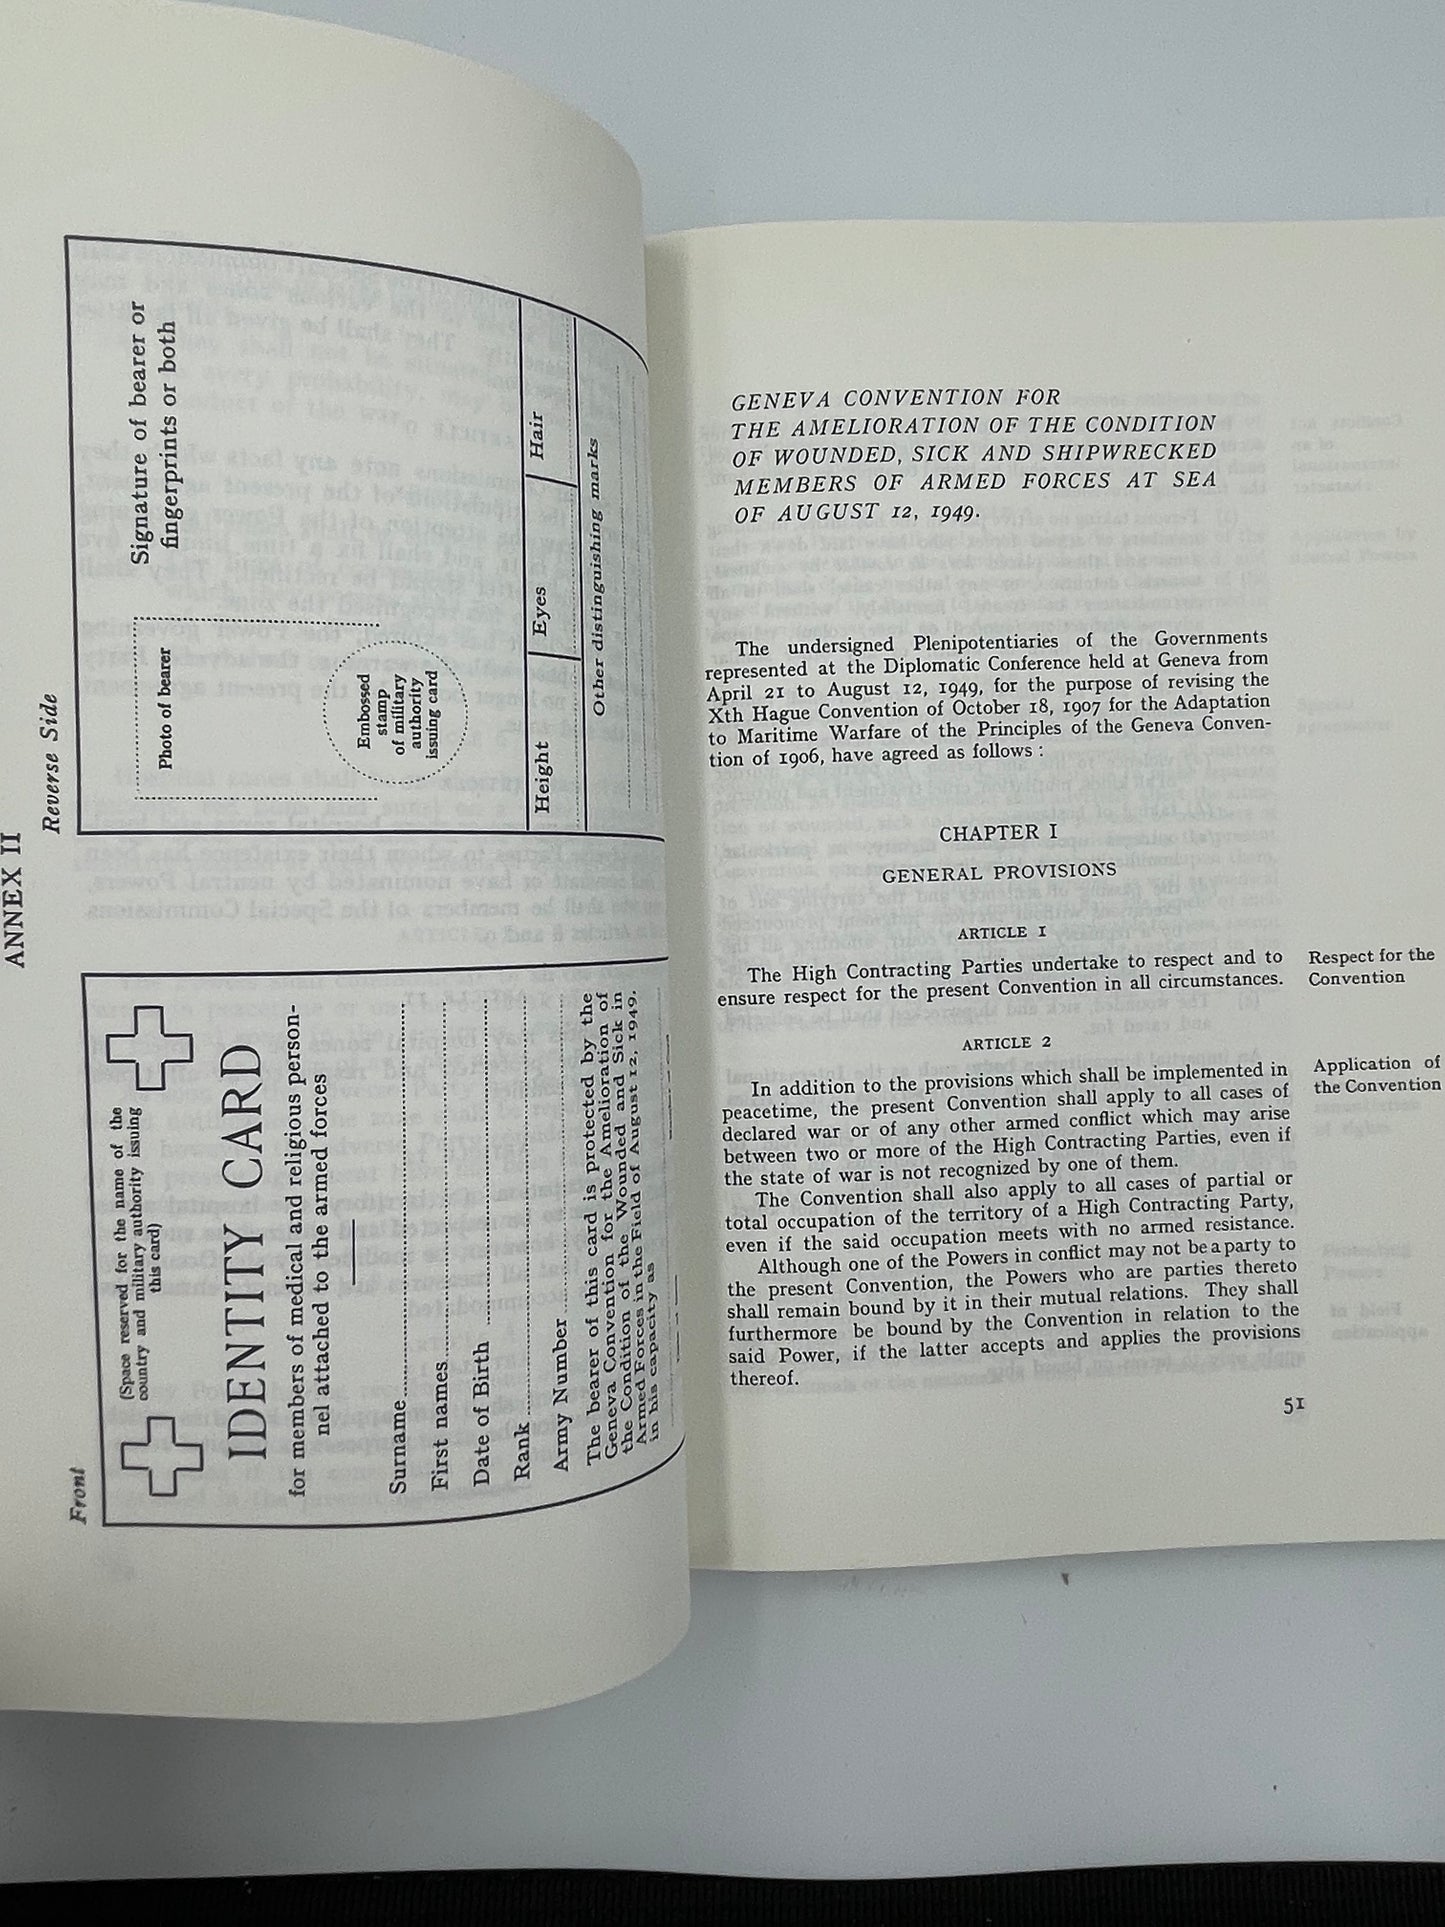 ANNEX II
Front
(Space reserved for the name of the
country and military authority issuing
this card)
IDENTITY CARD
for members of medical and religious person-
nel attached to the armed forces
Surname
First names
Date of Birth
Rank
Army Number
The bearer of this card is protected by the
Geneva Convention for the Amelioration of
the Condition of the Wounded and Sick in
Armed Forces in the Field of August 12, 1949,
in his capacity as
Reverse Side
Photo of bearer
Signature of bearer or
fingerprints or both
Embossed
stamp
of military
authority
issuing card
Height
Eyes
Hair
Other distinguishing marks
GENEVA CONVENTION FOR
THE AMELIORATION OF THE CONDITION
OF WOUNDED, SICK AND SHIPWRECKED
MEMBERS OF ARMED FORCES AT SEA
OF AUGUST 12, 1949.
The undersigned Plenipotentiaries of the Governments
represented at the Diplomatic Conference held at Geneva from
April 21 to August 12, 1949, for the purpose of revising the
Xth Hague Convention of October 18, 1907 for the Adaptation
to Maritime Warfare of the Principles of the Geneva Conven-
tion of 1906, have agreed as follows :
CHAPTER I
GENERAL PROVISIONS
ARTICLE 1
The High Contracting Parties undertake to respect and to
ensure respect for the present Convention in all circumstances.
Respect for the
Convention
ARTICLE 2
In addition to the provisions which shall be implemented in
peacetime, the present Convention shall apply to all cases of
declared war or of any other armed conflict which may arise
between two or more of the High Contracting Parties, even if
the state of war is not recognized by one of them.
Application of
the Convention
The Convention shall also apply to all cases of partial or
total occupation of the territory of a High Contracting Party,
even if the said occupation meets with no armed resistance.
Although one of the Powers in conflict may not be a party to
the present Convention, the Powers who are parties thereto
shall remain bound by it in their mutual relations. They shall
furthermore be bound by the Convention in relation to the
said Power, if the latter accepts and applies the provisions
thereof.
51